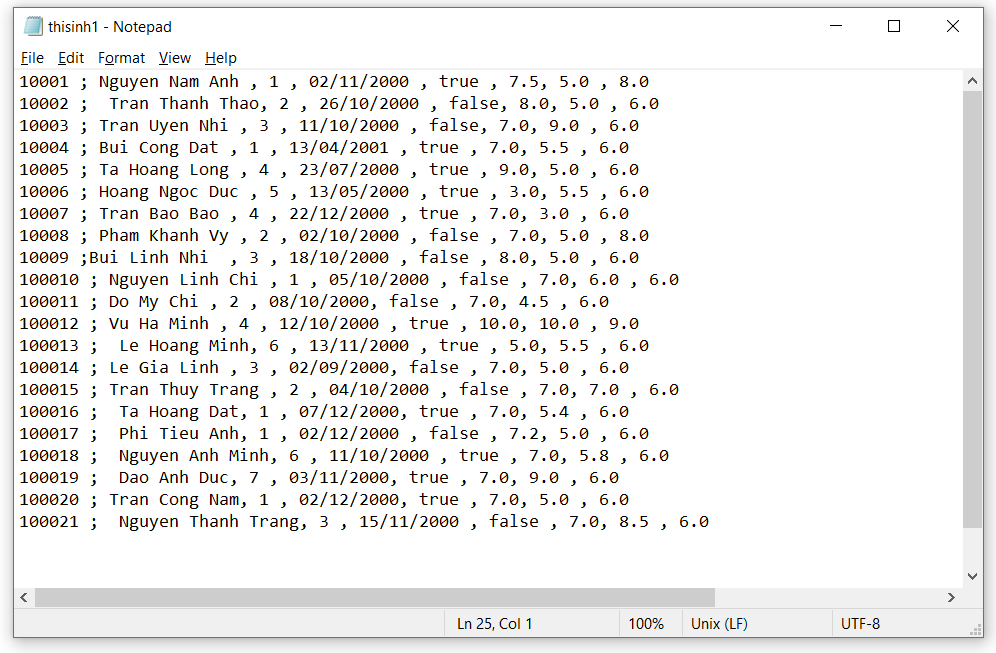 thisinh1 - Notepad
File Edit Format View Help
10001 ; Nguyen Nam Anh , 1 , 02/11/2000 , true , 7.5, 5.0 , 8.0
10002 ;  Tran Thanh Thao, 2 , 26/10/2000 , false, 8.0, 5.0 , 6.0
10003 ; Tran Uyen Nhi , 3 , 11/10/2000 , false, 7.0, 9.0 , 6.0
10004 ; Bui Cong Dat , 1 , 13/04/2001 , true , 7.0, 5.5 , 6.0
10005 ; Ta Hoang Long , 4 , 23/07/2000 , true , 9.0, 5.0 , 6.0
10006 ; Hoang Ngoc Duc , 5 , 13/05/2000 , true , 3.0, 5.5 , 6.0
10007 ; Tran Bao Bao , 4 , 22/12/2000 , true , 7.0, 3.0 , 6.0
10008 ; Pham Khanh Vy , 2 , 02/10/2000 , false , 7.0, 5.0 , 8.0
10009 ;Bui Linh Nhi  , 3 , 18/10/2000 , false , 8.0, 5.0 , 6.0
100010 ; Nguyen Linh Chi , 1 , 05/10/2000 , false , 7.0, 6.0 , 6.0
100011 ; Do My Chi , 2 , 08/10/2000, false , 7.0, 4.5 , 6.0
100012 ; Vu Ha Minh , 4 , 12/10/2000 , true , 10.0, 10.0 , 9.0
100013 ;  Le Hoang Minh, 6 , 13/11/2000 , true , 5.0, 5.5 , 6.0
100014 ; Le Gia Linh , 3 , 02/09/2000, false , 7.0, 5.0 , 6.0
100015 ; Tran Thuy Trang , 2 , 04/10/2000 , false , 7.0, 7.0 , 6.0
100016 ;  Ta Hoang Dat, 1 , 07/12/2000, true , 7.0, 5.4 , 6.0
100017 ;  Phi Tieu Anh, 1 , 02/12/2000 , false , 7.2, 5.0 , 6.0
100018 ;  Nguyen Anh Minh, 6 , 11/10/2000 , true , 7.0, 5.8 , 6.0
100019 ;  Dao Anh Duc, 7 , 03/11/2000, true , 7.0, 9.0 , 6.0
100020 ; Tran Cong Nam, 1 , 02/12/2000, true , 7.0, 5.0 , 6.0
100021 ;  Nguyen Thanh Trang, 3 , 15/11/2000 , false , 7.0, 8.5 , 6.0
Ln 25, Col 1 100% Unix (LF) UTF-8